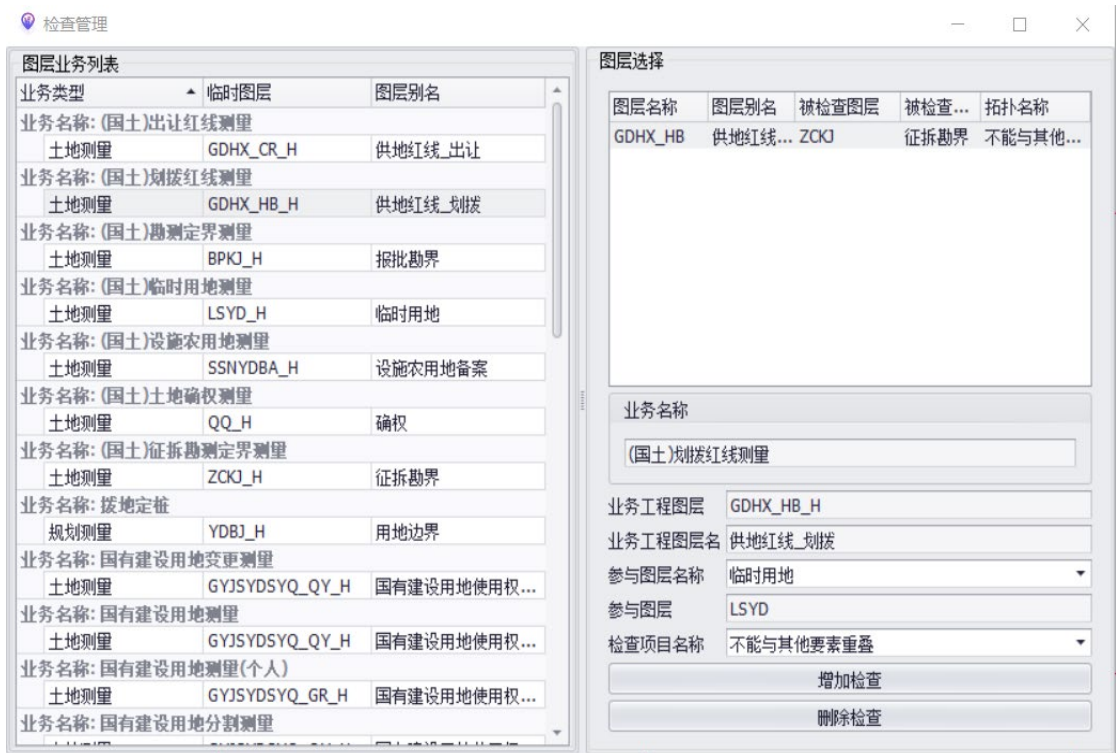 检查管理
图层业务列表
业务类型 临时图层 图层别名
业务名称: (国土)出让红线测量
土地测量 GDHX_CR_H 供地红线_出让
业务名称: (国土)划拨红线测量
土地测量 GDHX_HB_H 供地红线_划拨
业务名称: (国土)勘测定界测量
土地测量 BPKJ_H 报批勘界
业务名称: (国土)临时用地测量
土地测量 LSYD_H 临时用地
业务名称: (国土)设施农用地测量
土地测量 SSNYDBA_H 设施农用地备案
业务名称: (国土)土地确权测量
土地测量 QQ_H 确权
业务名称: (国土)征拆勘测定界测量
土地测量 ZCKJ_H 征拆勘界
业务名称: 拨地定桩
规划测量 YDBJ_H 用地边界
业务名称: 国有建设用地变更测量
土地测量 GYJSYDSYQ_QY_H 国有建设用地使用权...
业务名称: 国有建设用地测量
土地测量 GYJSYDSYQ_QY_H 国有建设用地使用权...
业务名称: 国有建设用地测量(个人)
土地测量 GYJSYDSYQ_GR_H 国有建设用地使用权...
业务名称: 国有建设用地分割测量
图层选择
图层名称 图层别名 被检查图层 被检查... 拓扑名称
GDHX_HB 供地红线... ZCKJ 征拆勘界 不能与其他...
业务名称
(国土)划拨红线测量
业务工程图层 GDHX_HB_H
业务工程图层名 供地红线_划拨
参与图层名称 临时用地
参与图层 LSYD
检查项目名称 不能与其他要素重叠
增加检查
删除检查